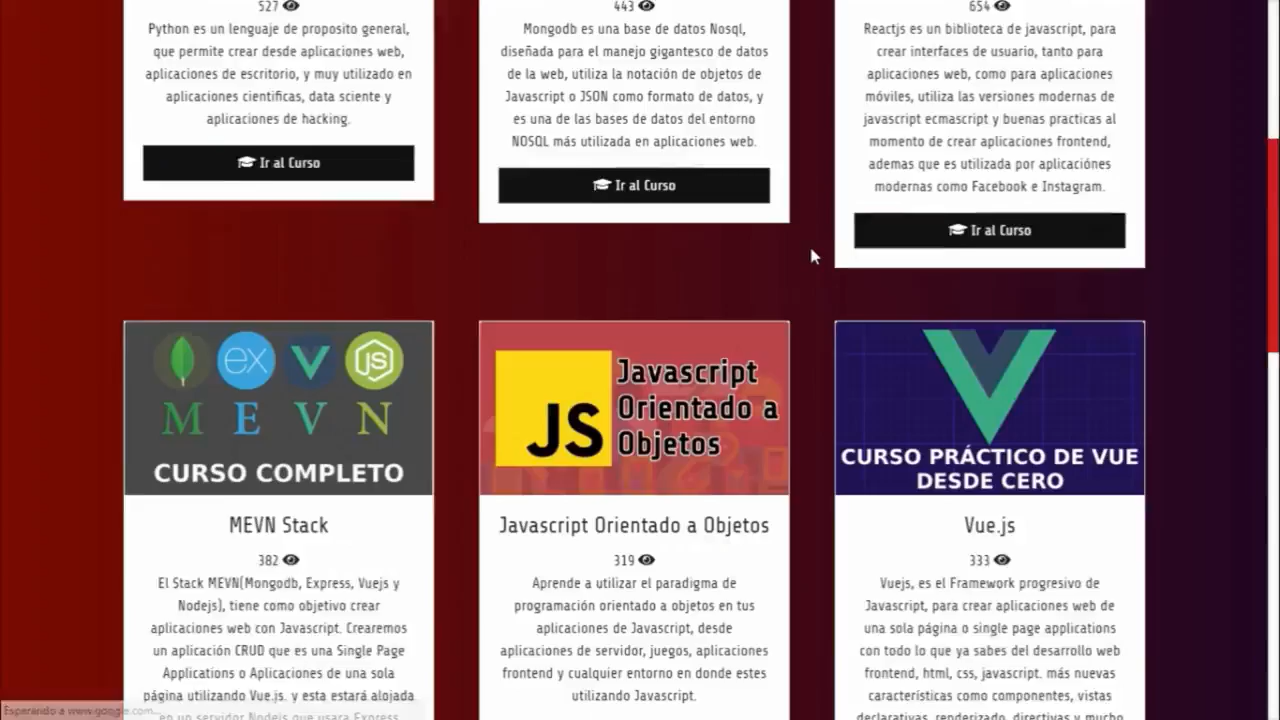 527
Python es un lenguaje de proposito general,
que permite crear desde aplicaciones web,
aplicaciones de escritorio, y muy utilizado en
aplicaciones cientificas, data sciente y
aplicaciones de hacking.
Ir al Curso
443
Mongodb es una base de datos Nosql,
diseñada para el manejo gigantesco de datos
de la web, utiliza la notación de objetos de
Javascript o JSON como formato de datos, y
es una de las bases de datos del entorno
NOSQL más utilizada en aplicaciones web.
Ir al Curso
654
Reactjs es un biblioteca de javascript, para
crear interfaces de usuario, tanto para
aplicaciones web, como para aplicaciones
móviles, utiliza las versiones modernas de
javascript ecmascript y buenas practicas al
momento de crear aplicaciones frontend,
ademas que es utilizada por aplicaciónes
modernas como Facebook e Instagram.
Ir al Curso
ex JS
M E V N
CURSO COMPLETO
MEVN Stack
382
El Stack MEVN(Mongodb, Express, Vuejs y
Nodejs), tiene como objetivo crear
aplicaciones web con Javascript. Crearemos
un aplicación CRUD que es una Single Page
Applications o Aplicaciones de una sola
página utilizando Vue.js. y esta estará alojada
en un servidor Nodejs que usara Express
JS
Javascript
Orientado a
Objetos
Javascript Orientado a Objetos
319
Aprende a utilizar el paradigma de
programación orientado a objetos en tus
aplicaciones de Javascript, desde
aplicaciones de servidor, juegos, aplicaciones
frontend y cualquier entorno en donde estes
utilizando Javascript.
CURSO PRÁCTICO DE VUE
DESDE CERO
Vue.js
333
Vuejs, es el Framework progresivo de
Javascript, para crear aplicaciones web de
una sola página o single page applications
con todo lo que ya sabes del desarrollo web
frontend, html, css, javascript. más nuevas
características como componentes, vistas
declarativas, renderizado, directivas y mucho
Esperando a www.google.com...